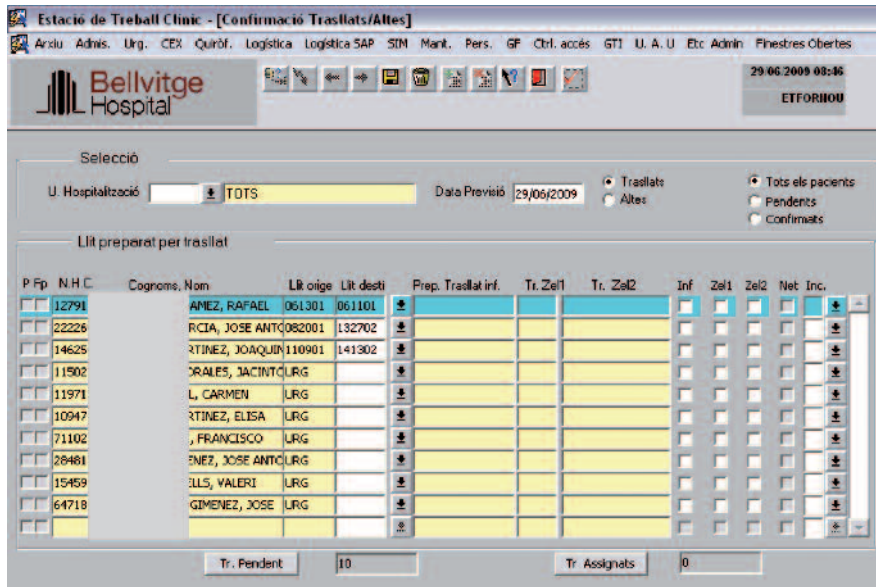 Estació de Treball Clínic - [Confirmació Trasllats/Altes]
Arxiu Admis. Urg. CEX Quiròf. Logística Logística SAP SIM Mant. Pers. GF Ctrl. accés GTI U. A. U Etc Admin Finestres Obertes
Bellvitge
Hospital
29/06/2009 08:46
ETFORNOU
Selecció
U. Hospitalització TOTS Data Previsió 29/06/2009 Trasllats Tots els pacients
Altes Pendents
Confirmats
Llit preparat per trasllat
P Fp N.H.C. Cognoms, Nom Llit orige Llit desti Prep. Trasllat inf. Tr. Zel1 Tr. Zel2 Inf Zel1 Zel2 Net Inc.
12791 AMEZ, RAFAEL 061301 061101
22226 RCIA, JOSE ANTO 082001 132702
14625 RTINEZ, JOAQUIN 110901 141302
11502 ORALES, JACINTO URG
11971 L, CARMEN URG
10947 RTINEZ, ELISA URG
71102 , FRANCISCO URG
28481 ENEZ, JOSE ANTO URG
15459 ELLS, VALERI URG
64718 GIMENEZ, JOSE URG
Tr. Pendent 10 Tr Assignats 0